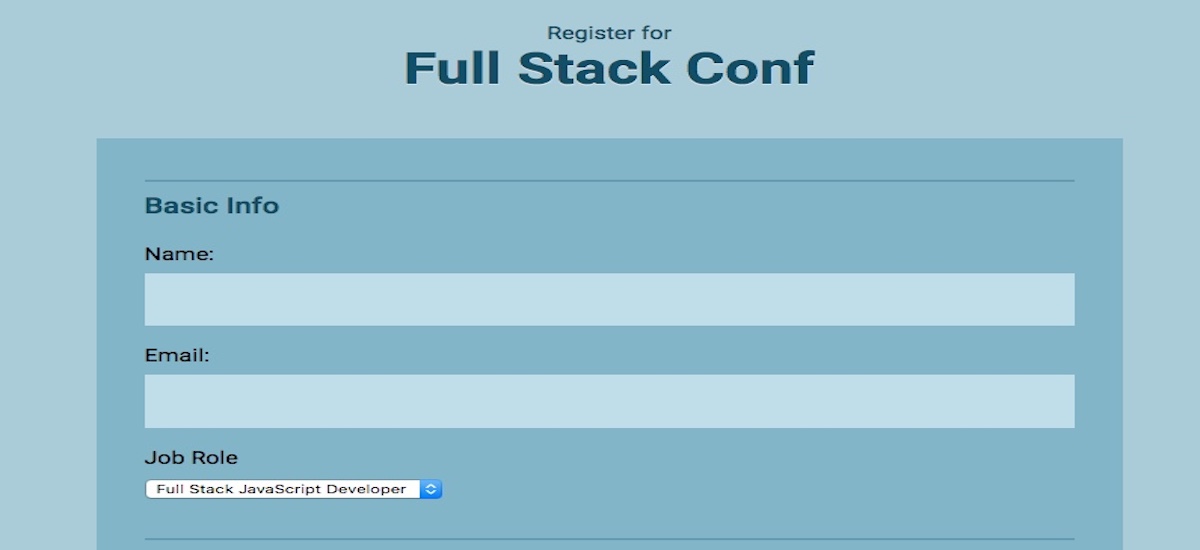 Register for
Full Stack Conf
Basic Info
Name:
Email:
Job Role
Full Stack JavaScript Developer